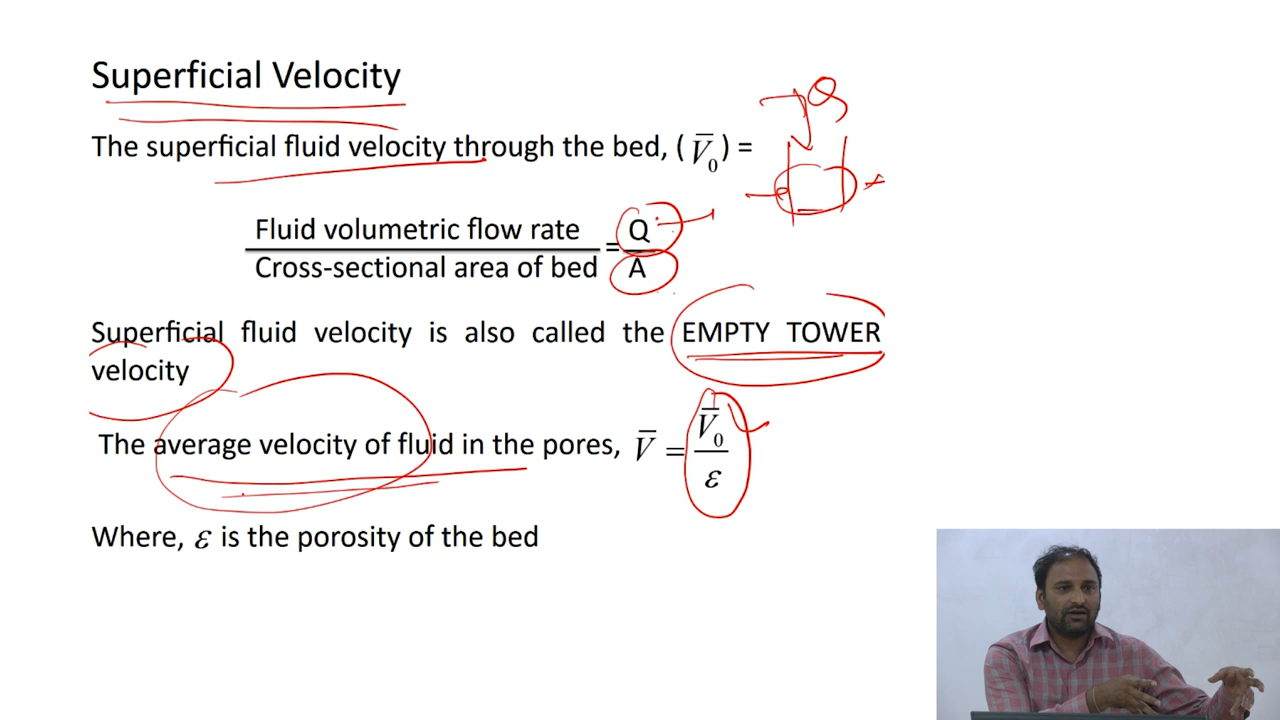 Superficial Velocity
The superficial fluid velocity through the bed, ( V̅₀ ) =
Q
Fluid volumetric flow rate
Cross-sectional area of bed
= Q
A
Superficial fluid velocity is also called the EMPTY TOWER
velocity
The average velocity of fluid in the pores, V̅ = V̅₀
ε
Where, ε is the porosity of the bed